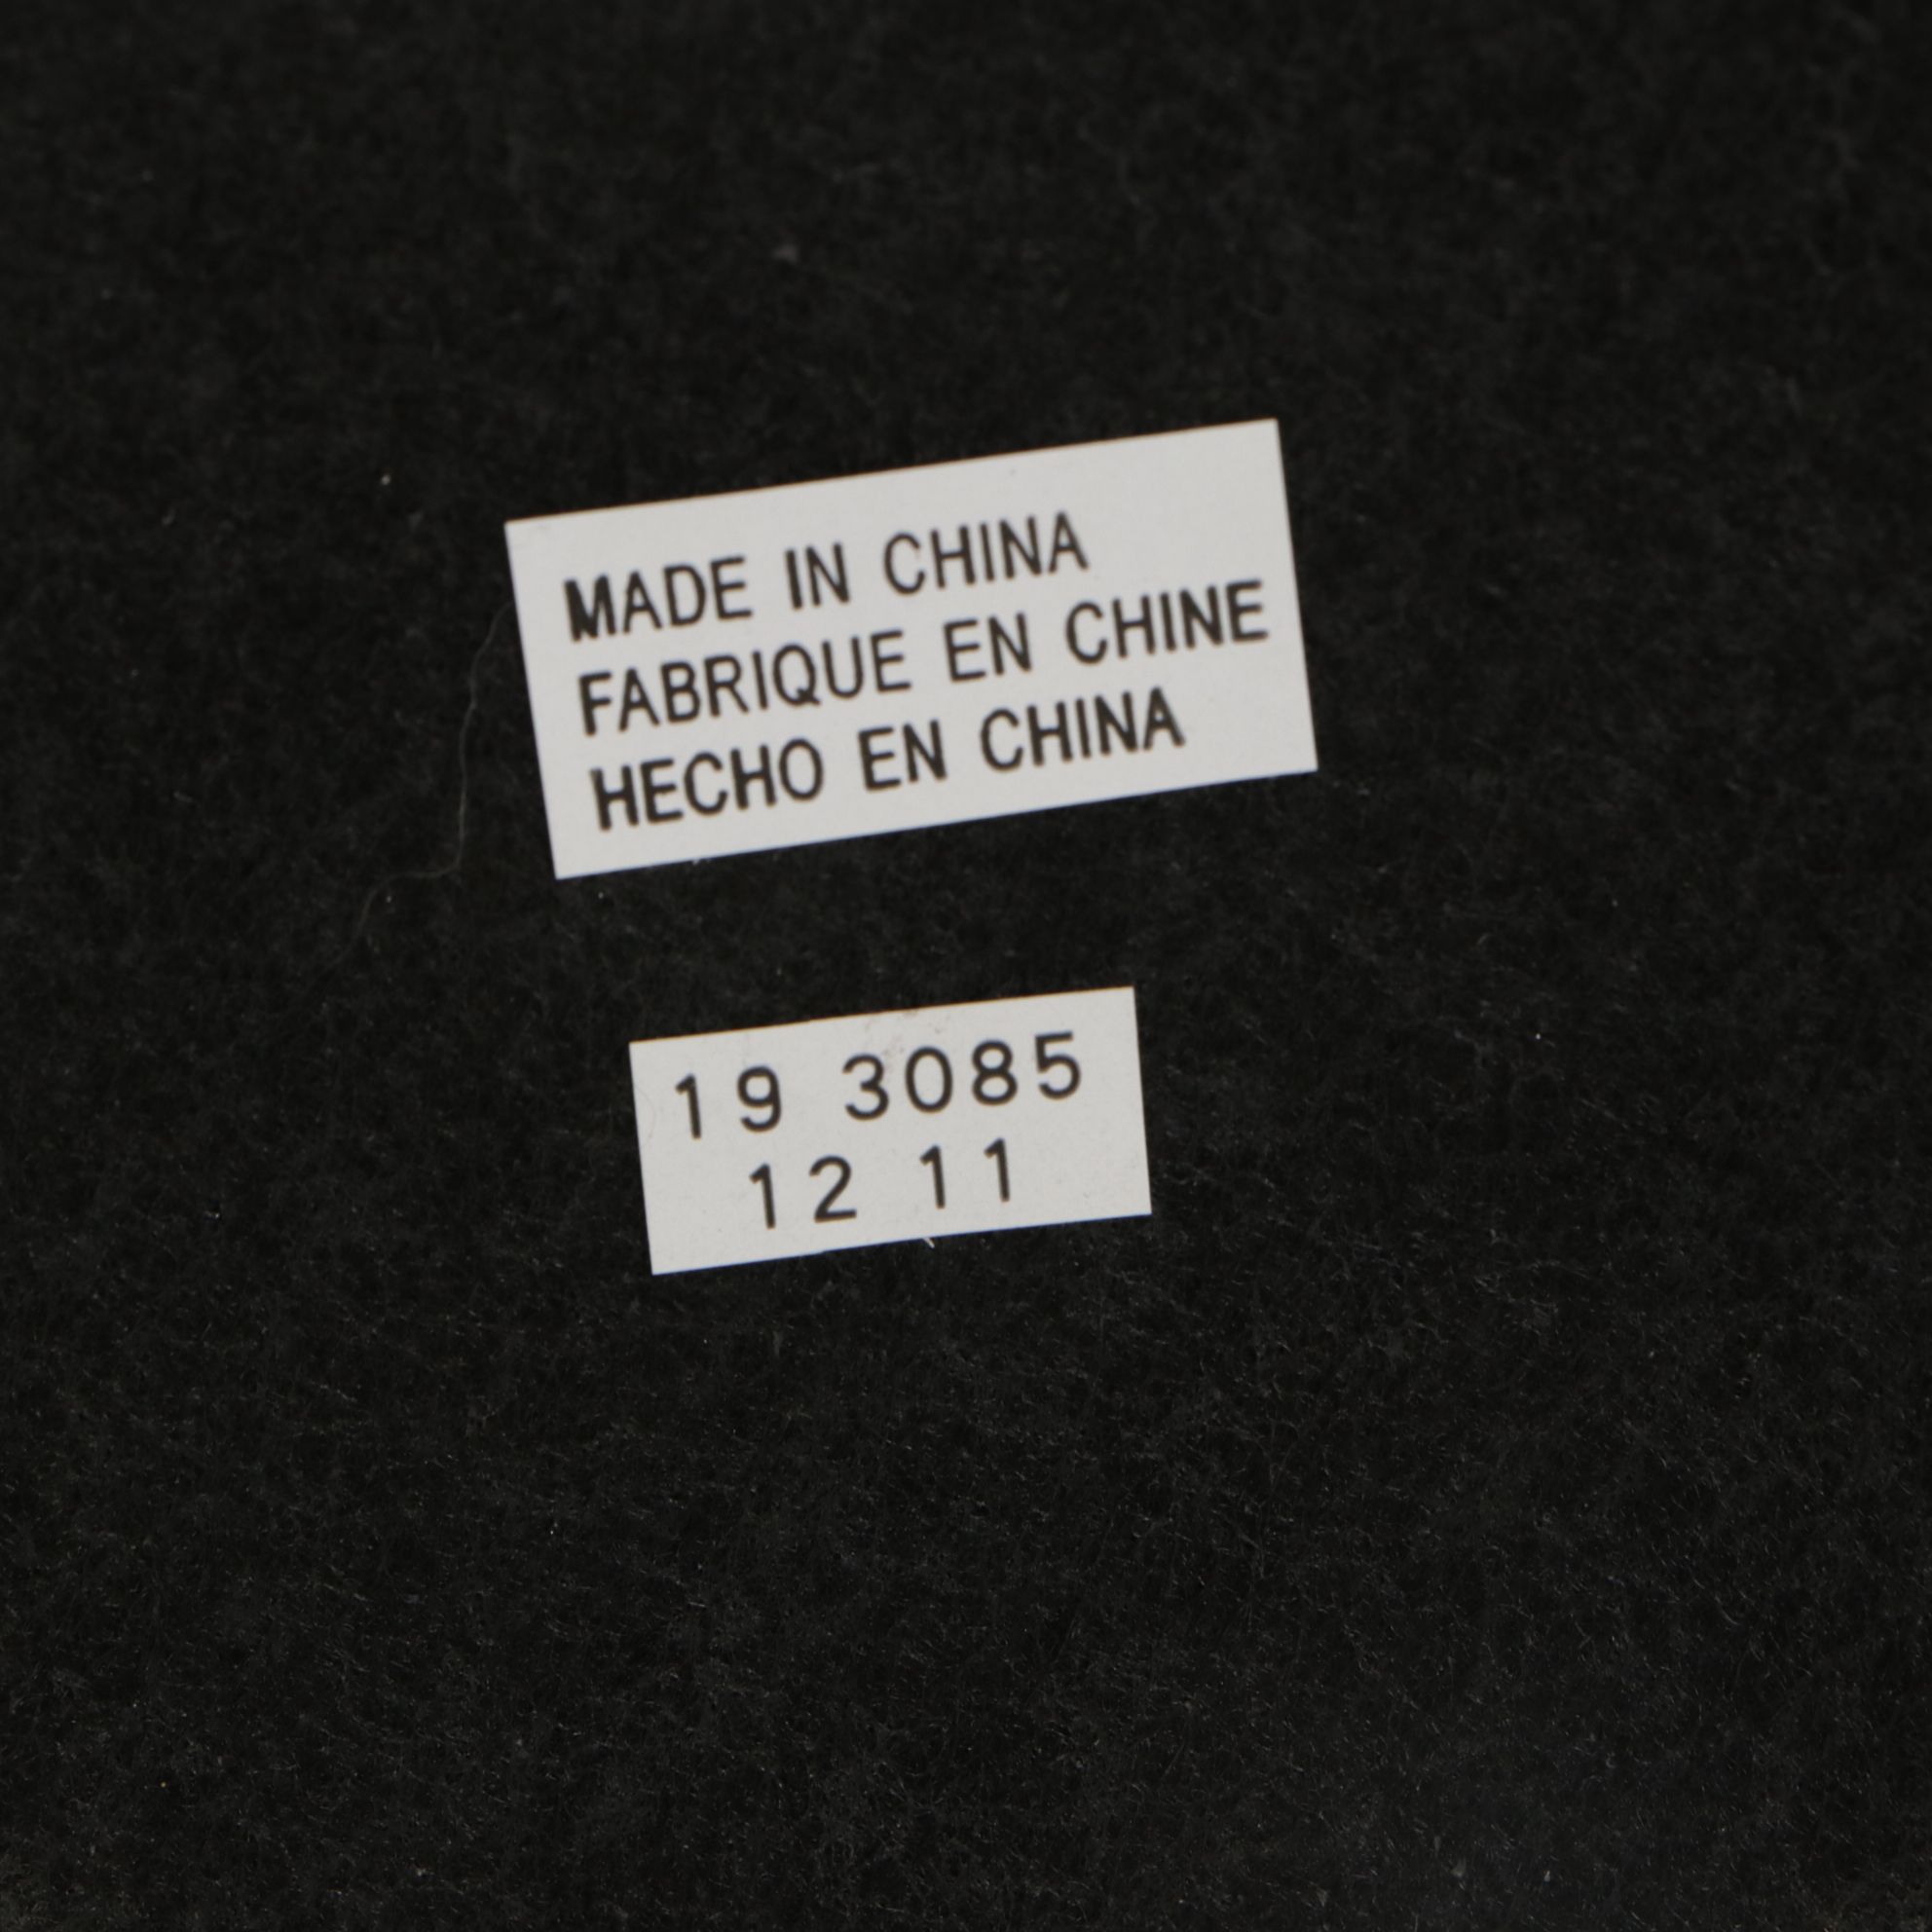 MADE IN CHINA
FABRIQUE EN CHINE
HECHO EN CHINA
19 3085
12 11